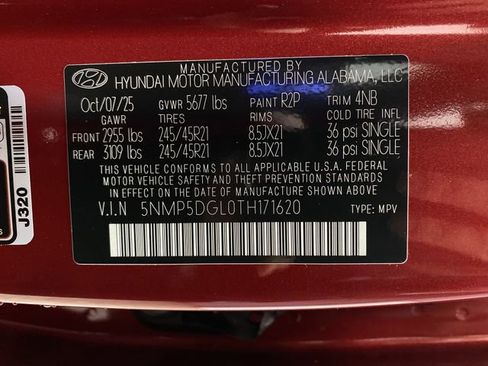 MANUFACTURED BY
HYUNDAI MOTOR MANUFACTURING ALABAMA, LLC
Oct/07/25 GVWR 5677 lbs PAINT R2P TRIM 4NB
GAWR TIRES RIMS COLD TIRE INFL
FRONT 2955 lbs 245/45R21 8.5JX21 36 psi SINGLE
REAR 3109 lbs 245/45R21 8.5JX21 36 psi SINGLE
THIS VEHICLE CONFORMS TO ALL APPLICABLE U.S.A. FEDERAL
MOTOR VEHICLE SAFETY AND THEFT PREVENTION STANDARDS
IN EFFECT ON THE DATE OF MANUFACTURE SHOWN ABOVE.
V.I.N 5NMP5DGL0TH171620 TYPE: MPV
J320